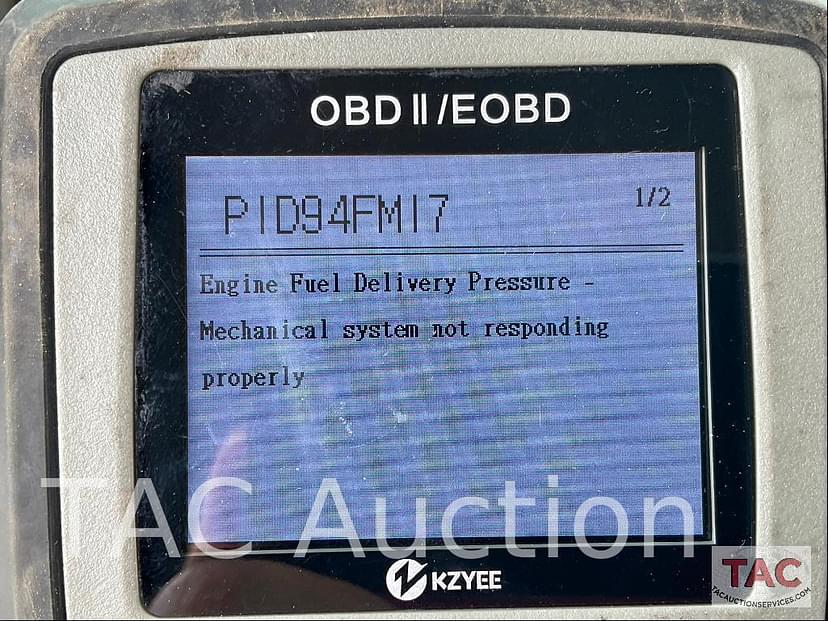 OBD II/EOBD
PID94FMI7
1/2
Engine Fuel Delivery Pressure -
Mechanical system not responding
properly
TAC Auction
KZYEE
TAC
TACAUCTIONSERVICES.COM